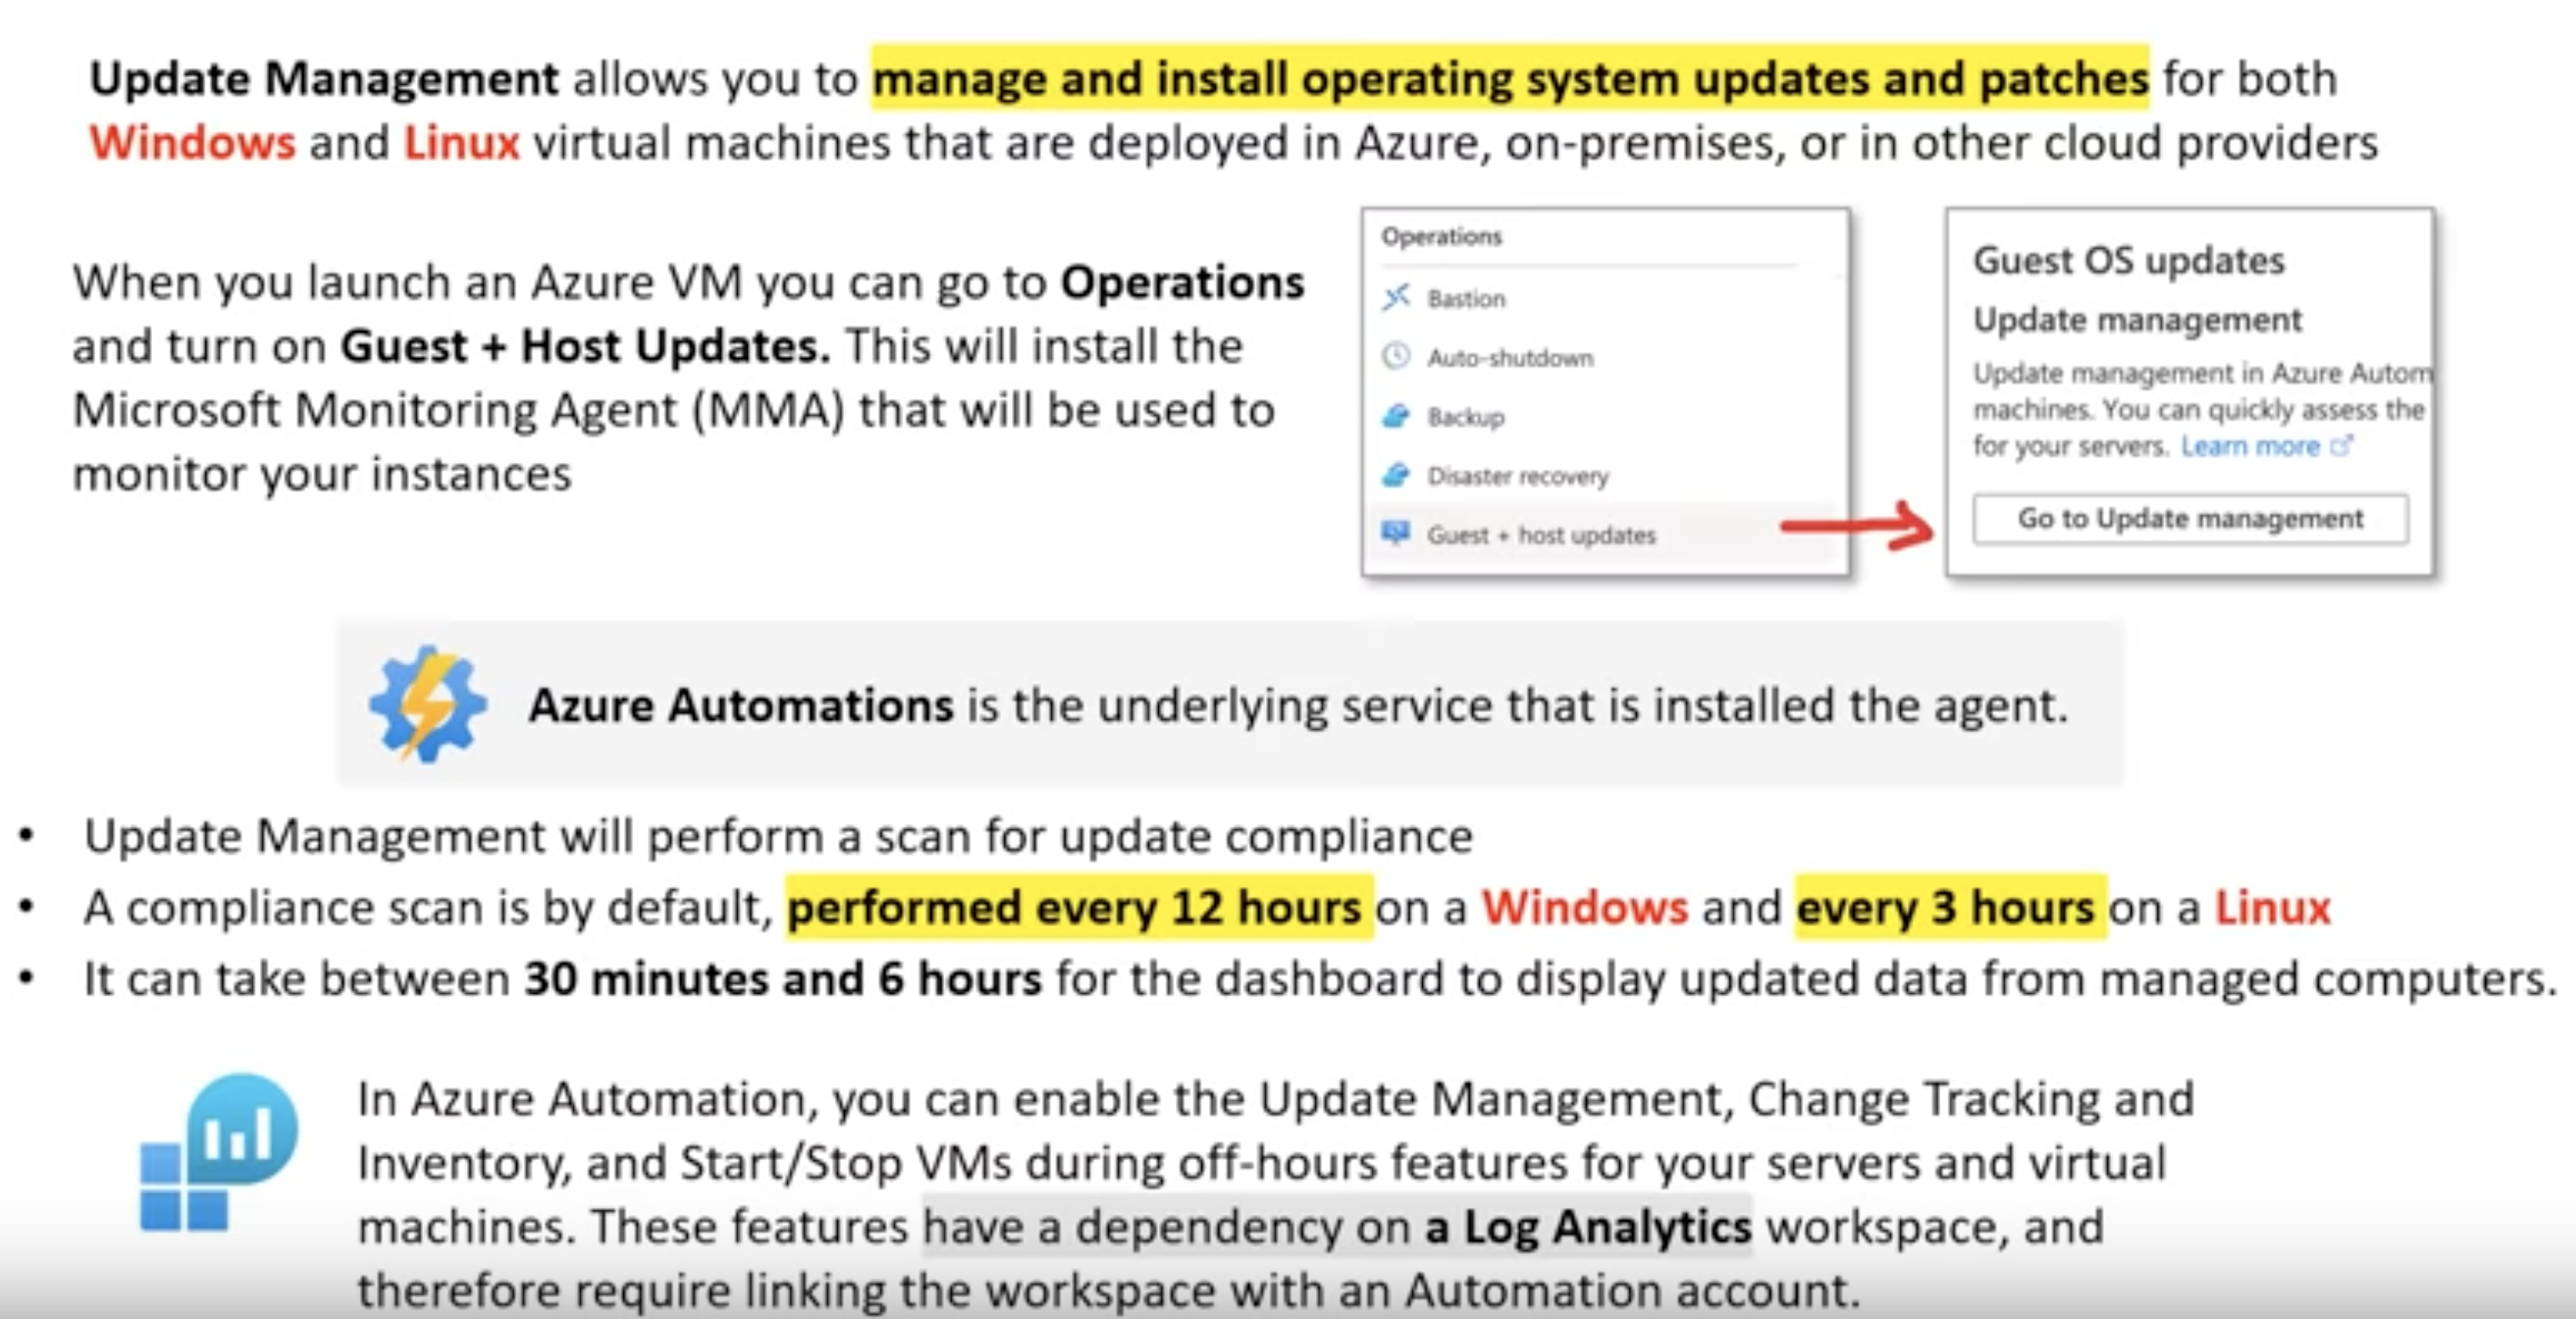 Update Management allows you to manage and install operating system updates and patches for both
Windows and Linux virtual machines that are deployed in Azure, on-premises, or in other cloud providers
When you launch an Azure VM you can go to Operations
and turn on Guest + Host Updates. This will install the
Microsoft Monitoring Agent (MMA) that will be used to
monitor your instances
Operations
Bastion
Auto-shutdown
Backup
Disaster recovery
Guest + host updates
Guest OS updates
Update management
Update management in Azure Autom
machines. You can quickly assess the
for your servers. Learn more
Go to Update management
Azure Automations is the underlying service that is installed the agent.
• Update Management will perform a scan for update compliance
• A compliance scan is by default, performed every 12 hours on a Windows and every 3 hours on a Linux
• It can take between 30 minutes and 6 hours for the dashboard to display updated data from managed computers.
In Azure Automation, you can enable the Update Management, Change Tracking and
Inventory, and Start/Stop VMs during off-hours features for your servers and virtual
machines. These features have a dependency on a Log Analytics workspace, and
therefore require linking the workspace with an Automation account.